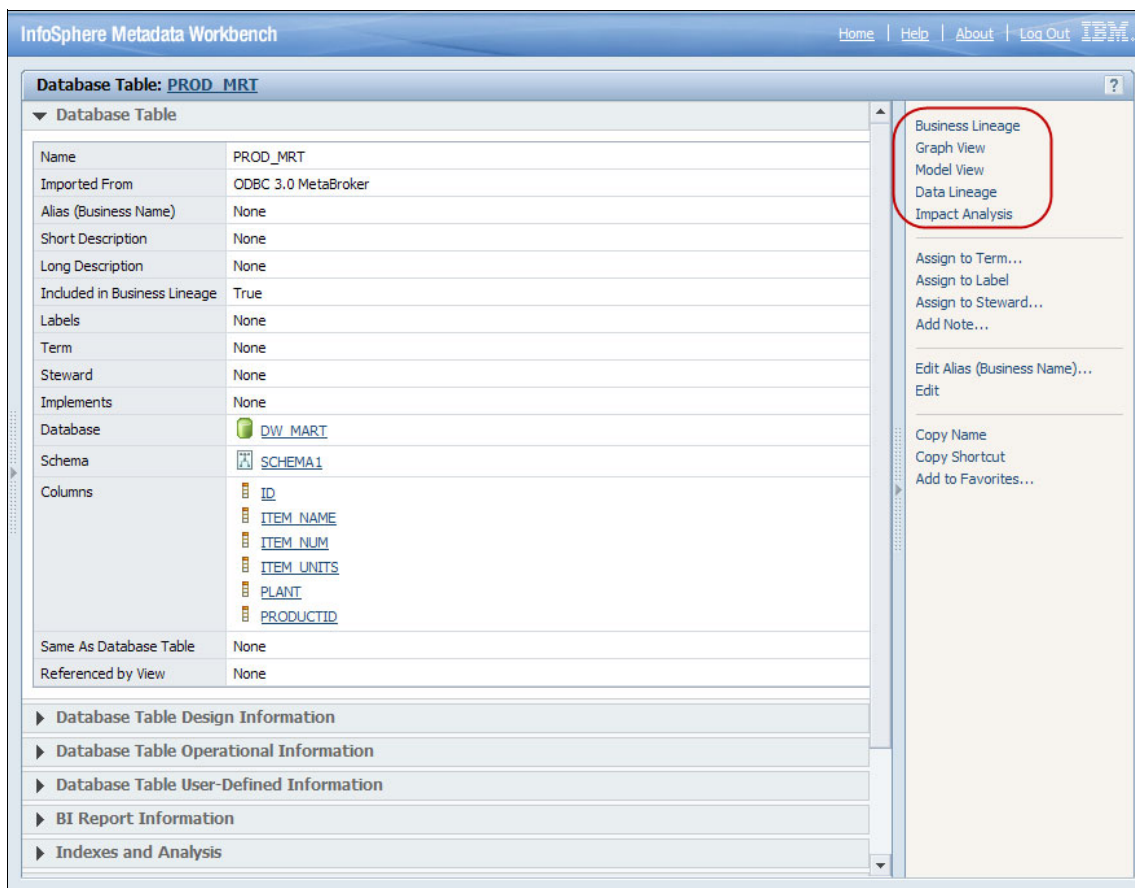 InfoSphere Metadata Workbench
Home | Help | About | Log Out IBM.
Database Table: PROD_MRT
?
Database Table
Name PROD_MRT
Imported From ODBC 3.0 MetaBroker
Alias (Business Name) None
Short Description None
Long Description None
Included in Business Lineage True
Labels None
Term None
Steward None
Implements None
Database DW_MART
Schema SCHEMA1
Columns ID
ITEM_NAME
ITEM_NUM
ITEM_UNITS
PLANT
PRODUCTID
Same As Database Table None
Referenced by View None
Database Table Design Information
Database Table Operational Information
Database Table User-Defined Information
BI Report Information
Indexes and Analysis
Business Lineage
Graph View
Model View
Data Lineage
Impact Analysis
Assign to Term...
Assign to Label
Assign to Steward...
Add Note...
Edit Alias (Business Name)...
Edit
Copy Name
Copy Shortcut
Add to Favorites...